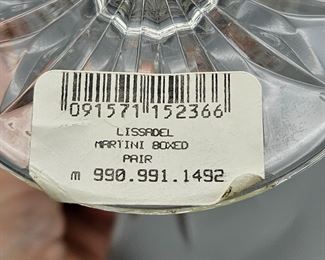 091571 152366
LISSADEL
MARTINI BOXED
PAIR
m 990.991.1492